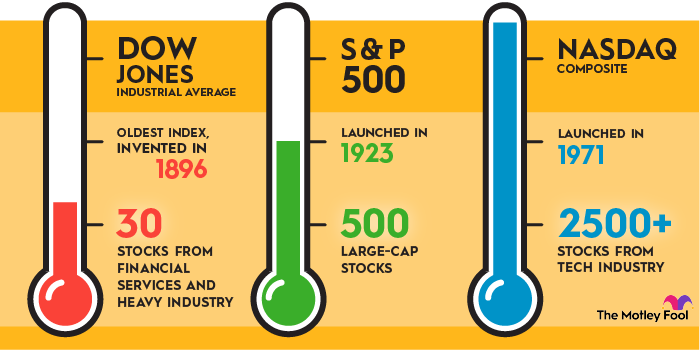 DOW
JONES
INDUSTRIAL AVERAGE
OLDEST INDEX,
INVENTED IN
1896
30
STOCKS FROM
FINANCIAL
SERVICES AND
HEAVY INDUSTRY
S & P
500
LAUNCHED IN
1923
500
LARGE-CAP
STOCKS
NASDAQ
COMPOSITE
LAUNCHED IN
1971
2500+
STOCKS FROM
TECH INDUSTRY
The Motley Fool